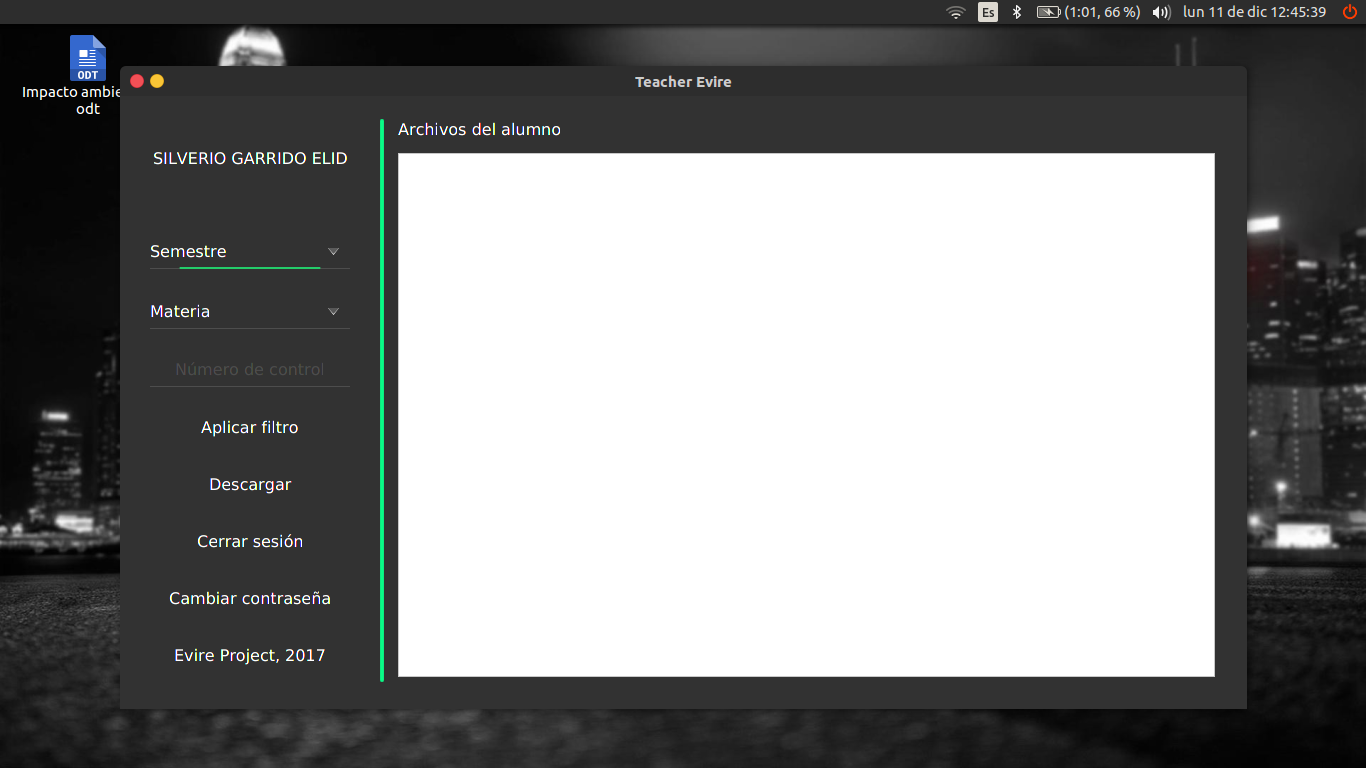 Es
(1:01, 66 %)
lun 11 de dic 12:45:39
ODT
Impacto ambie
odt
Teacher Evire
SILVERIO GARRIDO ELID
Semestre
Materia
Número de control
Aplicar filtro
Descargar
Cerrar sesión
Cambiar contraseña
Evire Project, 2017
Archivos del alumno